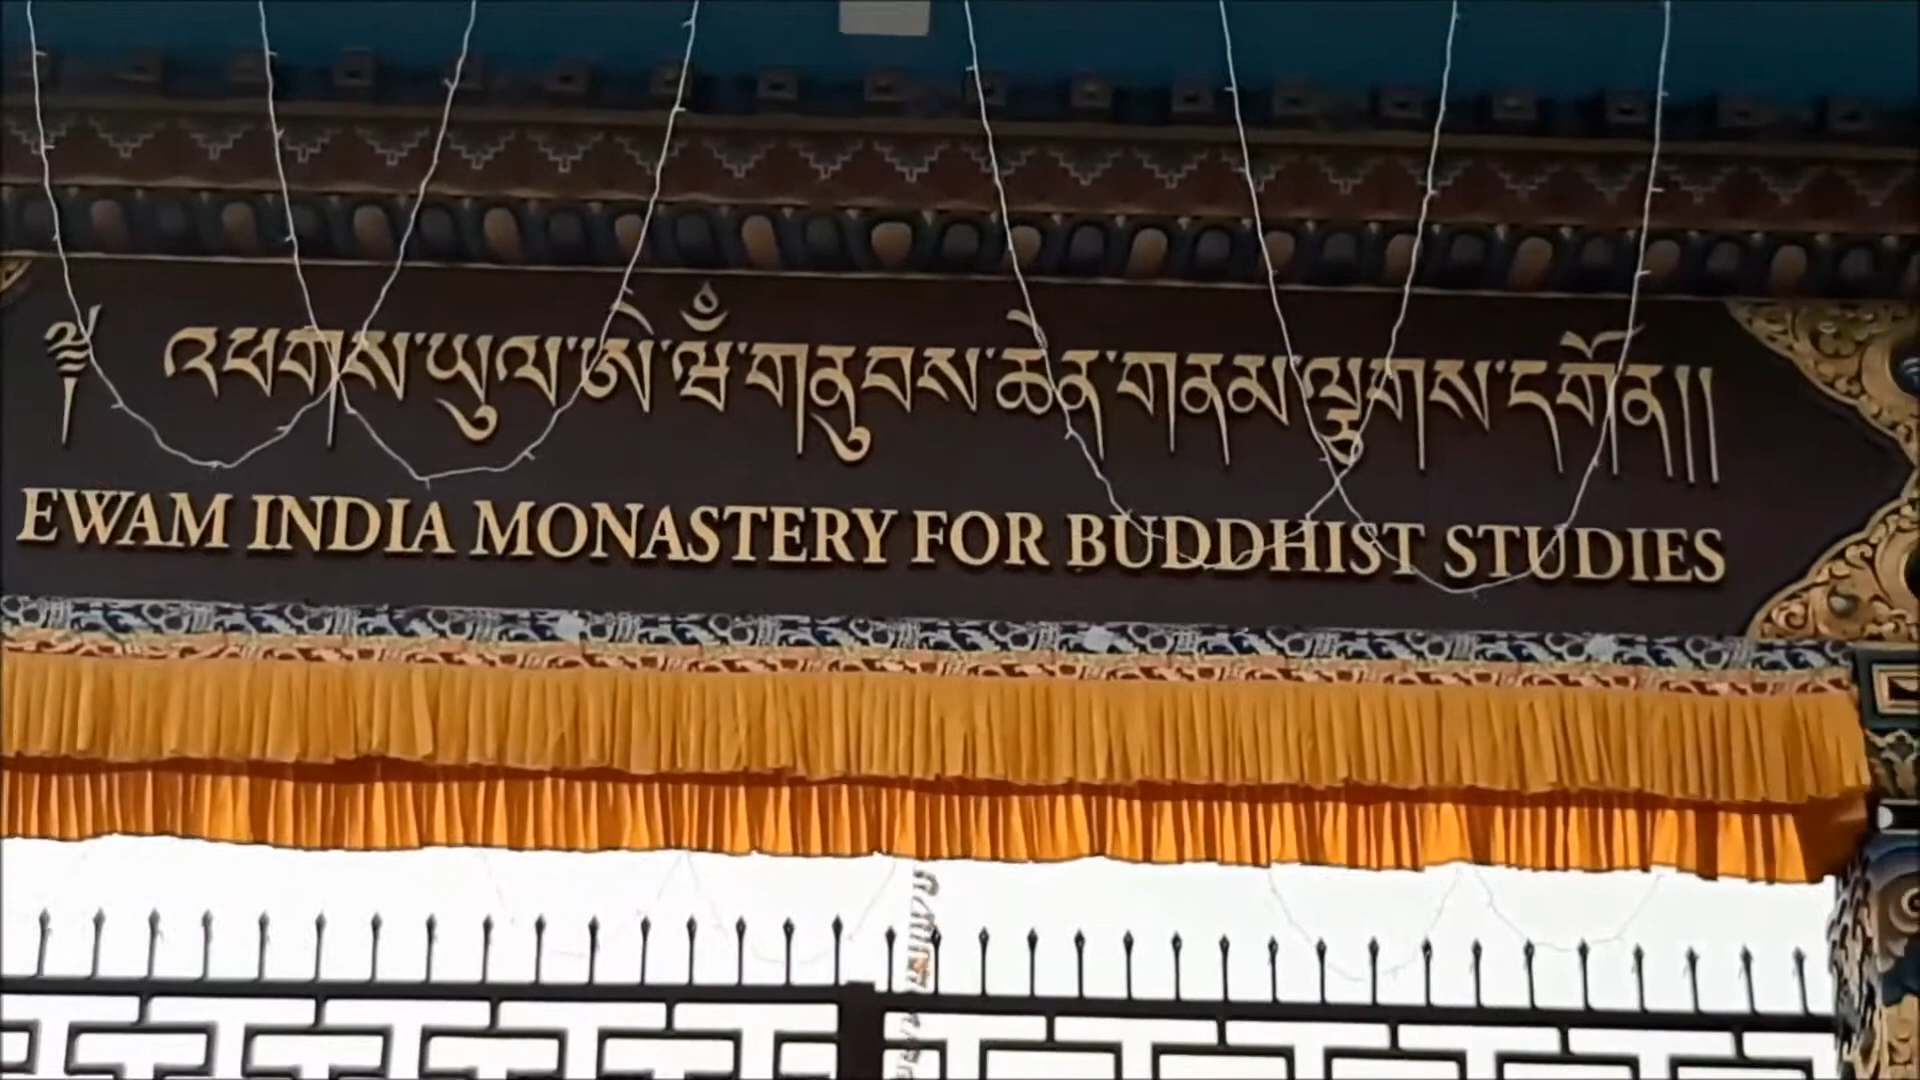 ༈ འཕགས་ཡུལ་ཨེ་ཝྂ་གནུབས་ཆེན་གནམ་ལྕགས་དགོན།།
EWAM INDIA MONASTERY FOR BUDDHIST STUDIES